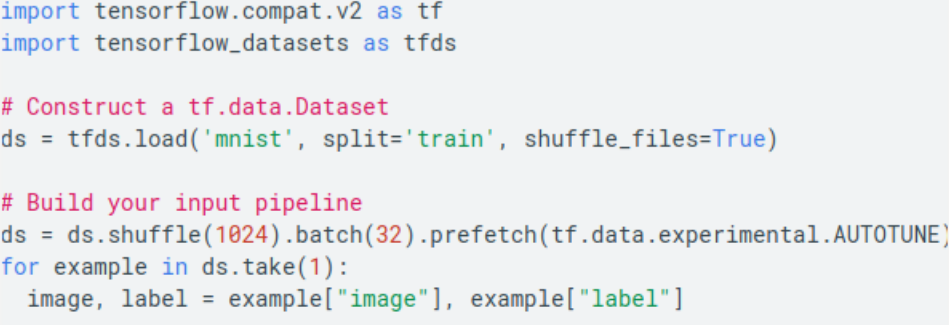 import tensorflow.compat.v2 as tf
import tensorflow_datasets as tfds
# Construct a tf.data.Dataset
ds = tfds.load('mnist', split='train', shuffle_files=True)
# Build your input pipeline
ds = ds.shuffle(1024).batch(32).prefetch(tf.data.experimental.AUTOTUNE)
for example in ds.take(1):
  image, label = example["image"], example["label"]